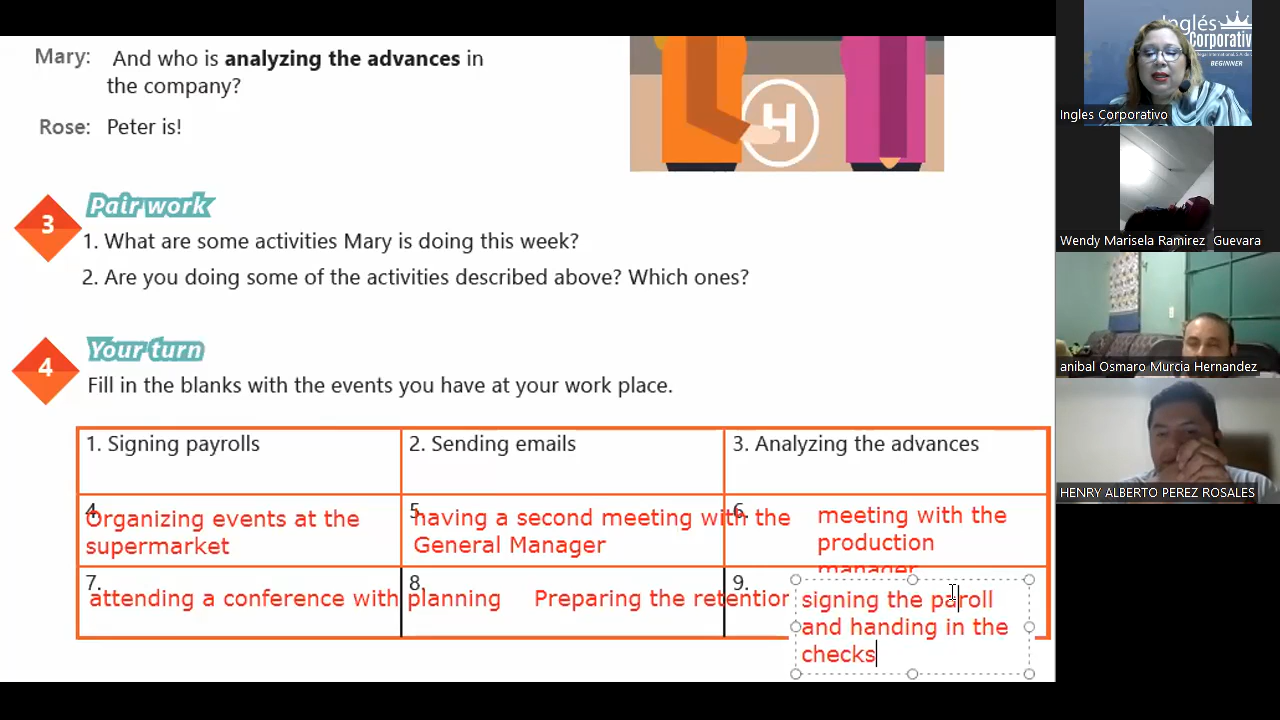 Mary: And who is analyzing the advances in
the company?
Rose: Peter is!
3
Pair work
1. What are some activities Mary is doing this week?
2. Are you doing some of the activities described above? Which ones?
4
Your turn
Fill in the blanks with the events you have at your work place.
1. Signing payrolls
2. Sending emails
3. Analyzing the advances
4.
Organizing events at the
supermarket
5.
having a second meeting with the
General Manager
6.
meeting with the
production
manager
7.
attending a conference with planning
8.
Preparing the retention
9.
signing the paroll
and handing in the
checks
H
Inglés
Corporativo
BEGINNER
Ingles Corporativo
Wendy Marisela Ramirez Guevara
anibal Osmaro Murcia Hernandez
HENRY ALBERTO PEREZ ROSALES